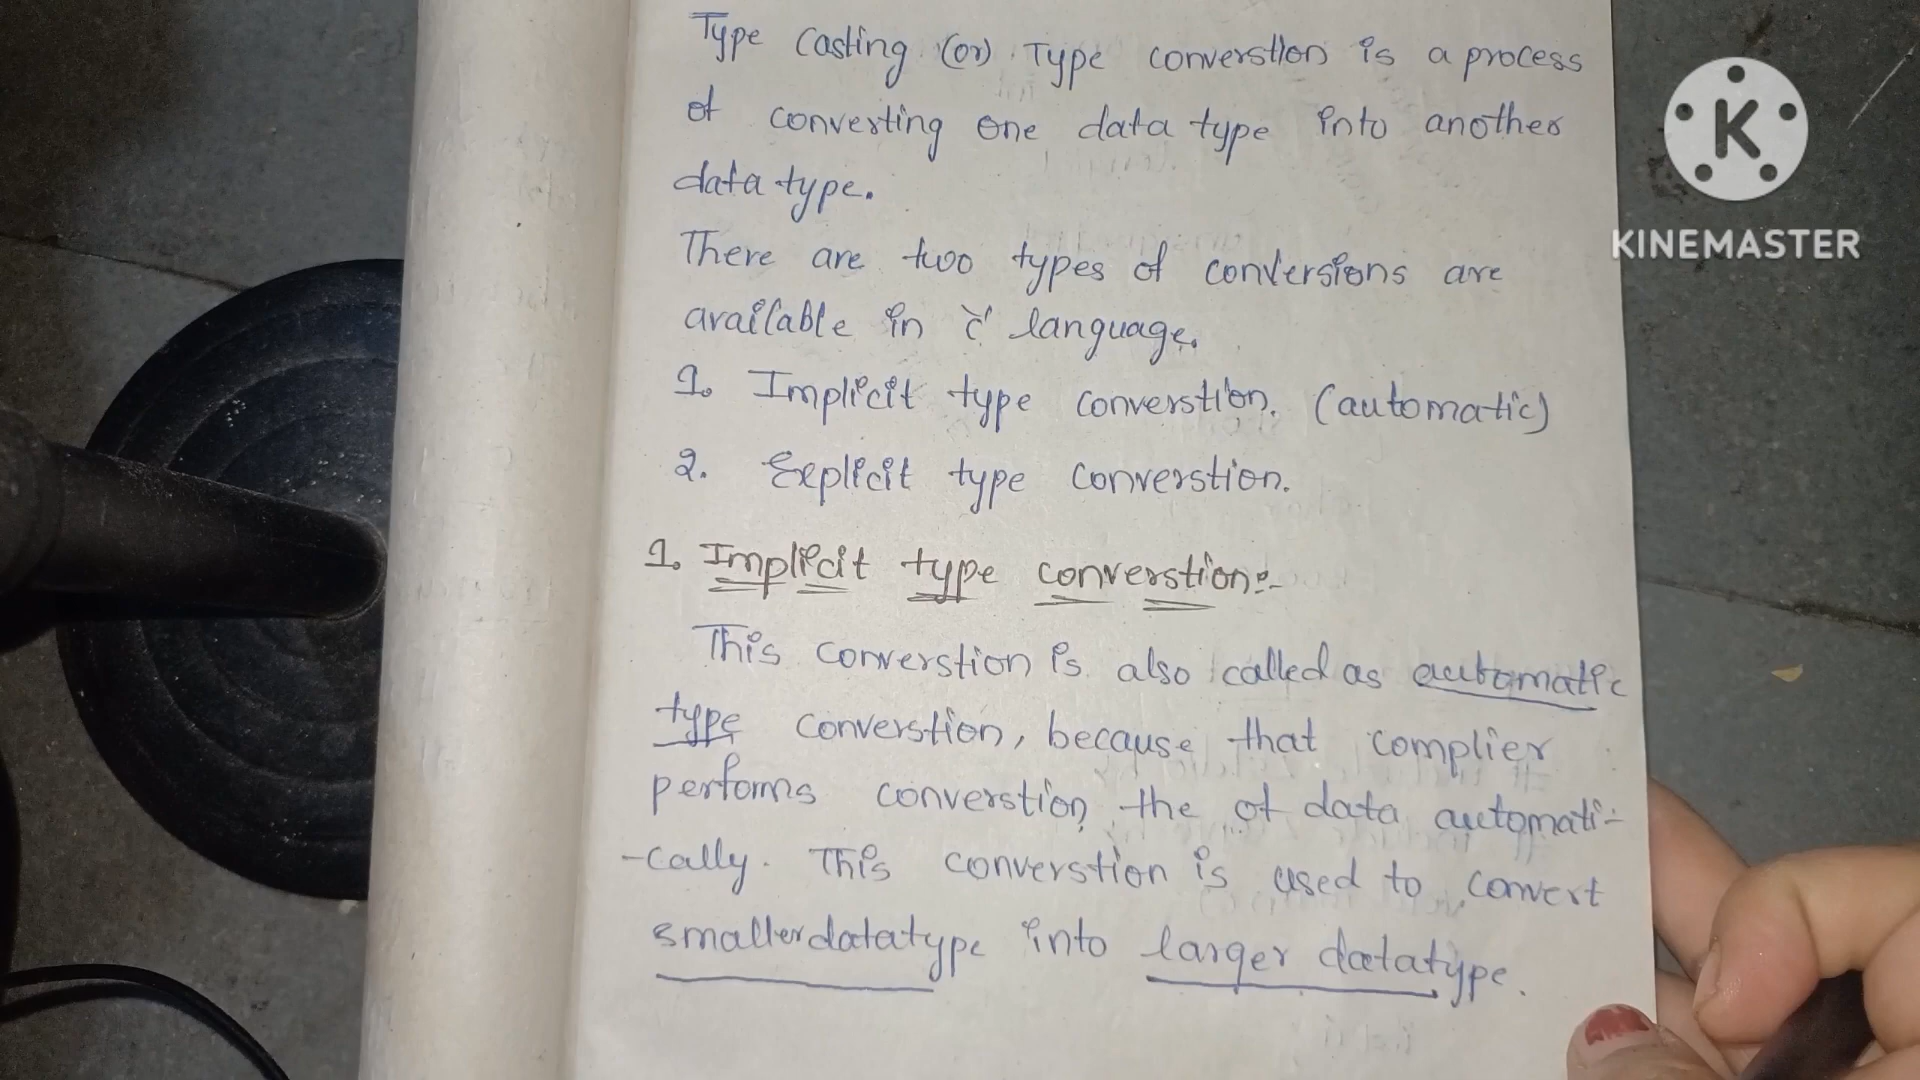 Type Casting (or) Type converstion is a process
of converting one data type into another
data type.
There are two types of conversions are
available in 'c' language.
1. Implicit type converstion. (automatic)
2. Explicit type converstion.
1. Implicit type converstion:-
This converstion is also called as automatic
type converstion, because that complier
perfoms converstion the of data automati-
-cally. This converstion is used to convert
smallerdatatype into larger datatype.
K
KINEMASTER